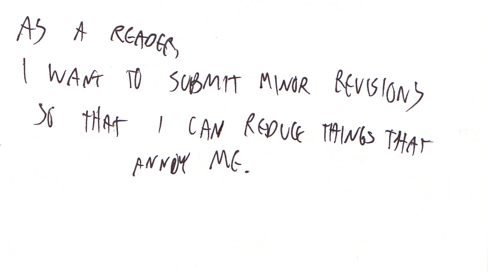 AS A READER,
I WANT TO SUBMIT MINOR REVISIONS
SO THAT I CAN REDUCE THINGS THAT
ANNOY ME.